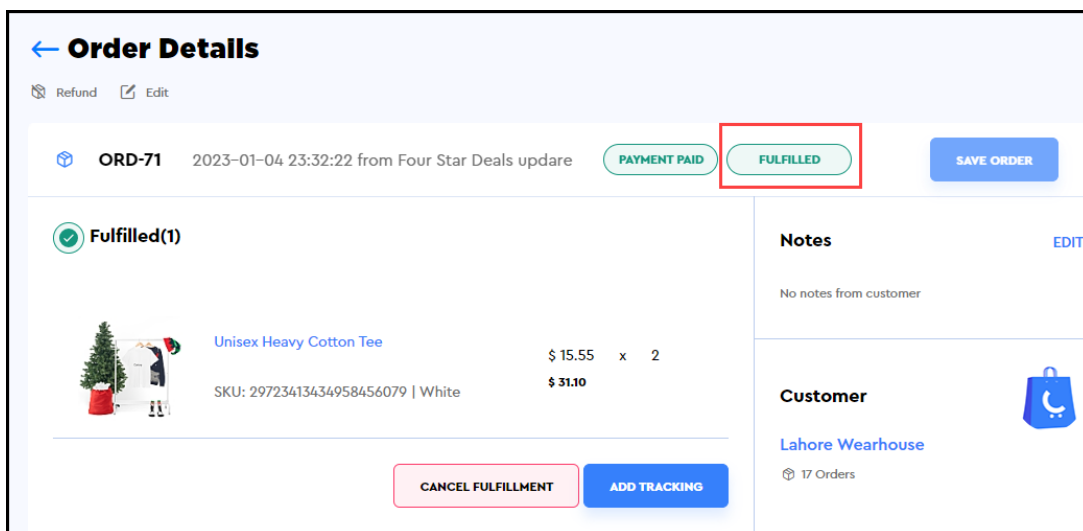 Order Details
Refund Edit
ORD-71 2023-01-04 23:32:22 from Four Star Deals updare PAYMENT PAID FULFILLED SAVE ORDER
Fulfilled(1)
Unisex Heavy Cotton Tee
$ 15.55 x 2
$ 31.10
SKU: 29723413434958456079 | White
CANCEL FULFILLMENT ADD TRACKING
Notes EDIT
No notes from customer
Customer
Lahore Wearhouse
17 Orders